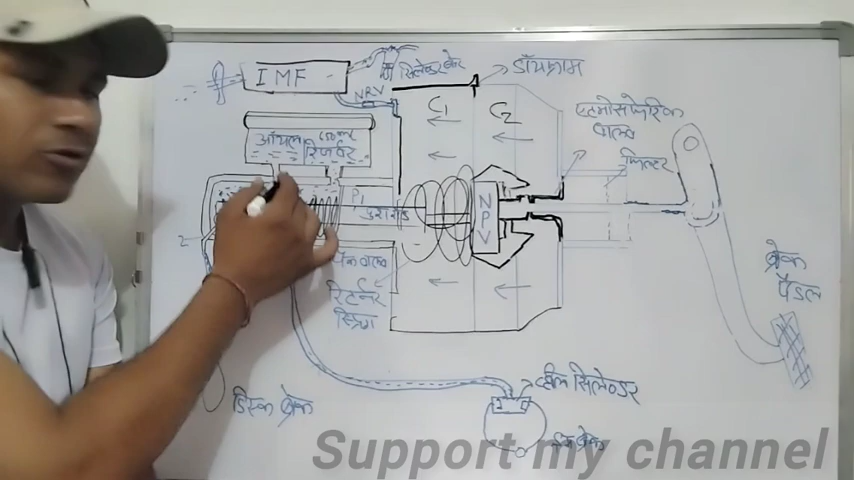 IMF
सिलेण्डर बोर
डॉयफ्राम
NRV
C1
C2
एटमोस्फेरिक
वाल्व
ऑयल
रिजर्वर
फिल्टर
P1
NPV
ब्रेक
पैडल
रिटर्नर
स्प्रिंग
व्हील सिलेण्डर
डिस्क ब्रेक
Support my channel